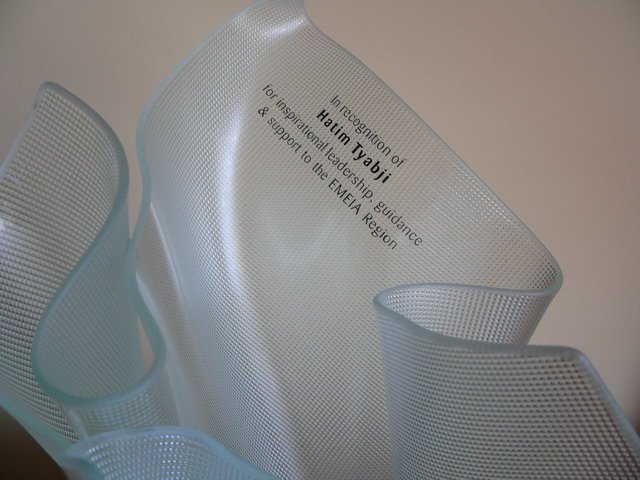 In recognition of
Hatim Tyabji
for inspirational leadership, guidance
& support to the EMEIA Region